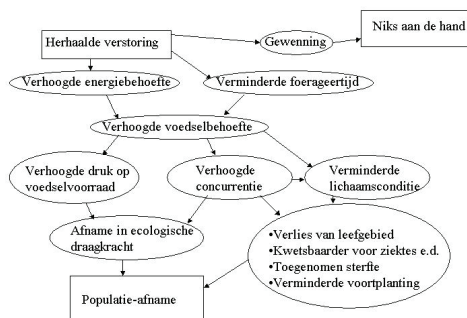 Niks aan de hand
Gewenning
Herhaalde verstoring
Verhoogde energiebehoefte
Verminderde foerageertijd
Verhoogde voedselbehoefte
Verhoogde druk op
voedselvoorraad
Verhoogde
concurrentie
Verminderde
lichaamsconditie
Afname in ecologische
draagkracht
•Verlies van leefgebied
•Kwetsbaarder voor ziektes e.d.
•Toegenomen sterfte
•Verminderde voortplanting
Populatie-afname